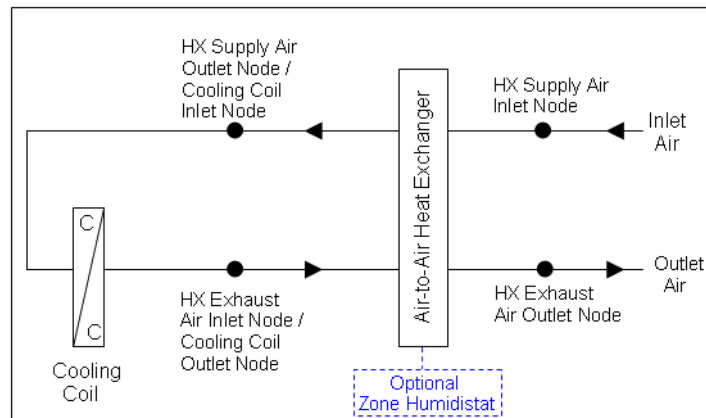 HX Supply Air
Outlet Node /
Cooling Coil
Inlet Node
HX Supply Air
Inlet Node
Inlet
Air
Air-to-Air Heat Exchanger
C
C
Cooling
Coil
HX Exhaust
Air Inlet Node /
Cooling Coil
Outlet Node
HX Exhaust
Air Outlet Node
Outlet
Air
Optional
Zone Humidistat